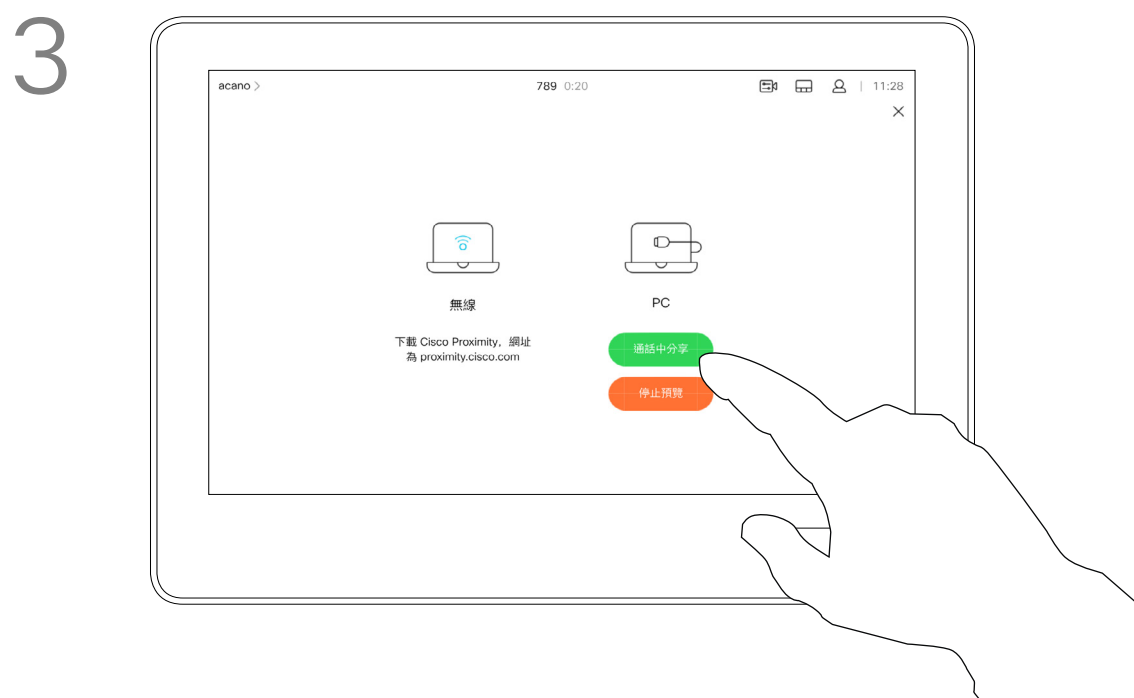 3
acano >
789 0:20
11:28
無線
PC
下載 Cisco Proximity，網址
為 proximity.cisco.com
通話中分享
停止預覽